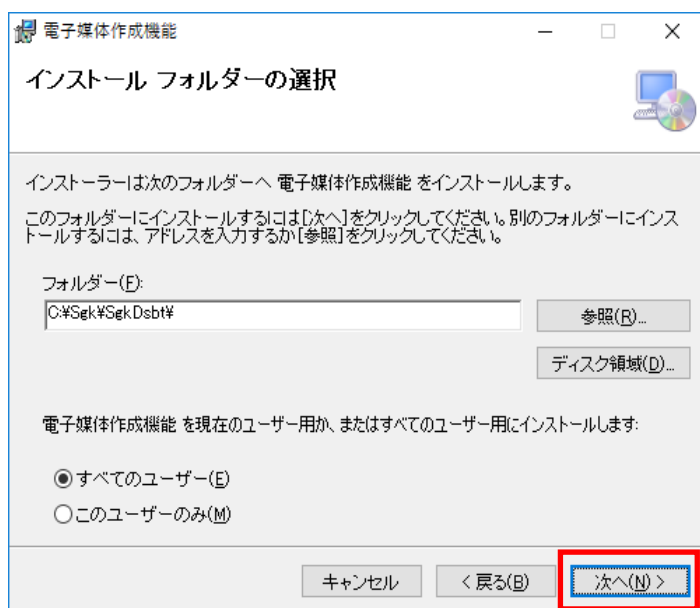 電子媒体作成機能
インストール フォルダーの選択
インストーラーは次のフォルダーへ 電子媒体作成機能 をインストールします。
このフォルダーにインストールするには[次へ]をクリックしてください。別のフォルダーにインス
トールするには、アドレスを入力するか[参照]をクリックしてください。
フォルダー(F):
C:¥Sgk¥SgkDsbt¥
参照(R)...
ディスク領域(D)...
電子媒体作成機能 を現在のユーザー用か、またはすべてのユーザー用にインストールします:
すべてのユーザー(E)
このユーザーのみ(M)
キャンセル
< 戻る(B)
次へ(N) >